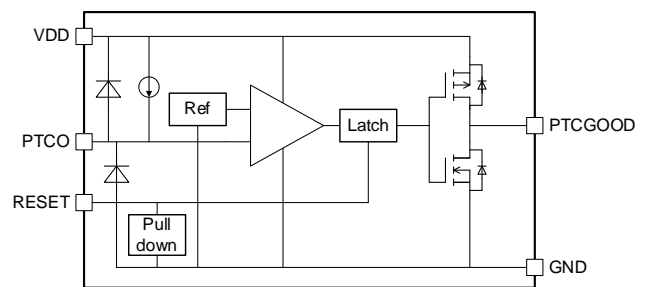 VDD
Ref
Latch
PTCO
PTCGOOD
RESET
Pull
down
GND